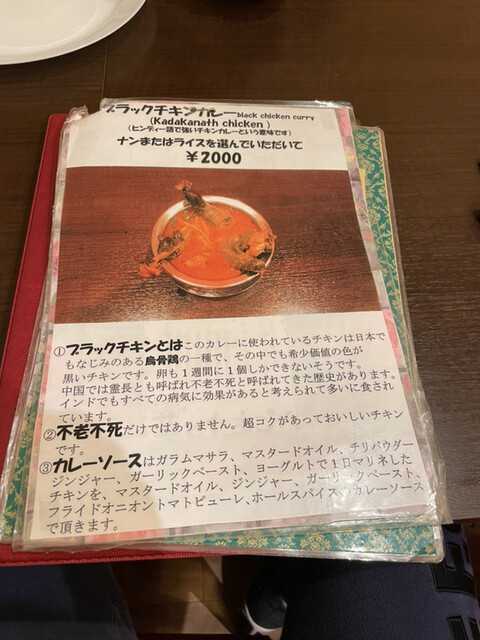 ブラックチキンカレーblack chicken curry
(Kadakanath chicken )
(ヒンディー語で強いチキンカレーという意味です)
ナンまたはライスを選んでいただいて
￥2000
①ブラックチキンとはこのカレーに使われているチキンは日本で
もなじみのある烏骨鶏の一種で、その中でも希少価値の色が
黒いチキンです。卵も１週間に１個しかできないそうです。
中国では霊長とも呼ばれ不老不死と呼ばれてきた歴史があります。
インドでもすべての病気に効果があると考えられて多いに食され
ています。
②不老不死だけではありません。超コクがあっておいしいチキン
です。
③カレーソースはガラムマサラ、マスタードオイル、チリパウダー
ジンジャー、ガーリックペースト、ヨーグルトで１日マリネした
チキンを、マスタードオイル、ジンジャー、ガーリックペースト、
フライドオニオントマトピューレ、ホールスパイス、カレーソース
で頂きます。